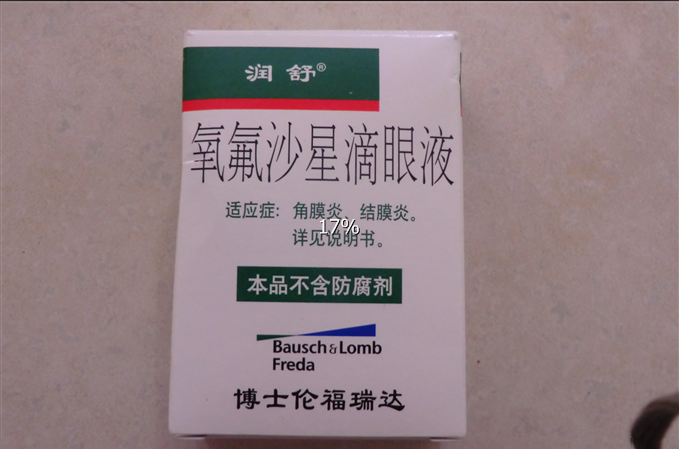 润舒®
氧氟沙星滴眼液
适应症：角膜炎、结膜炎。
17%
详见说明书。
本品不含防腐剂
Bausch & Lomb
Freda
博士伦福瑞达